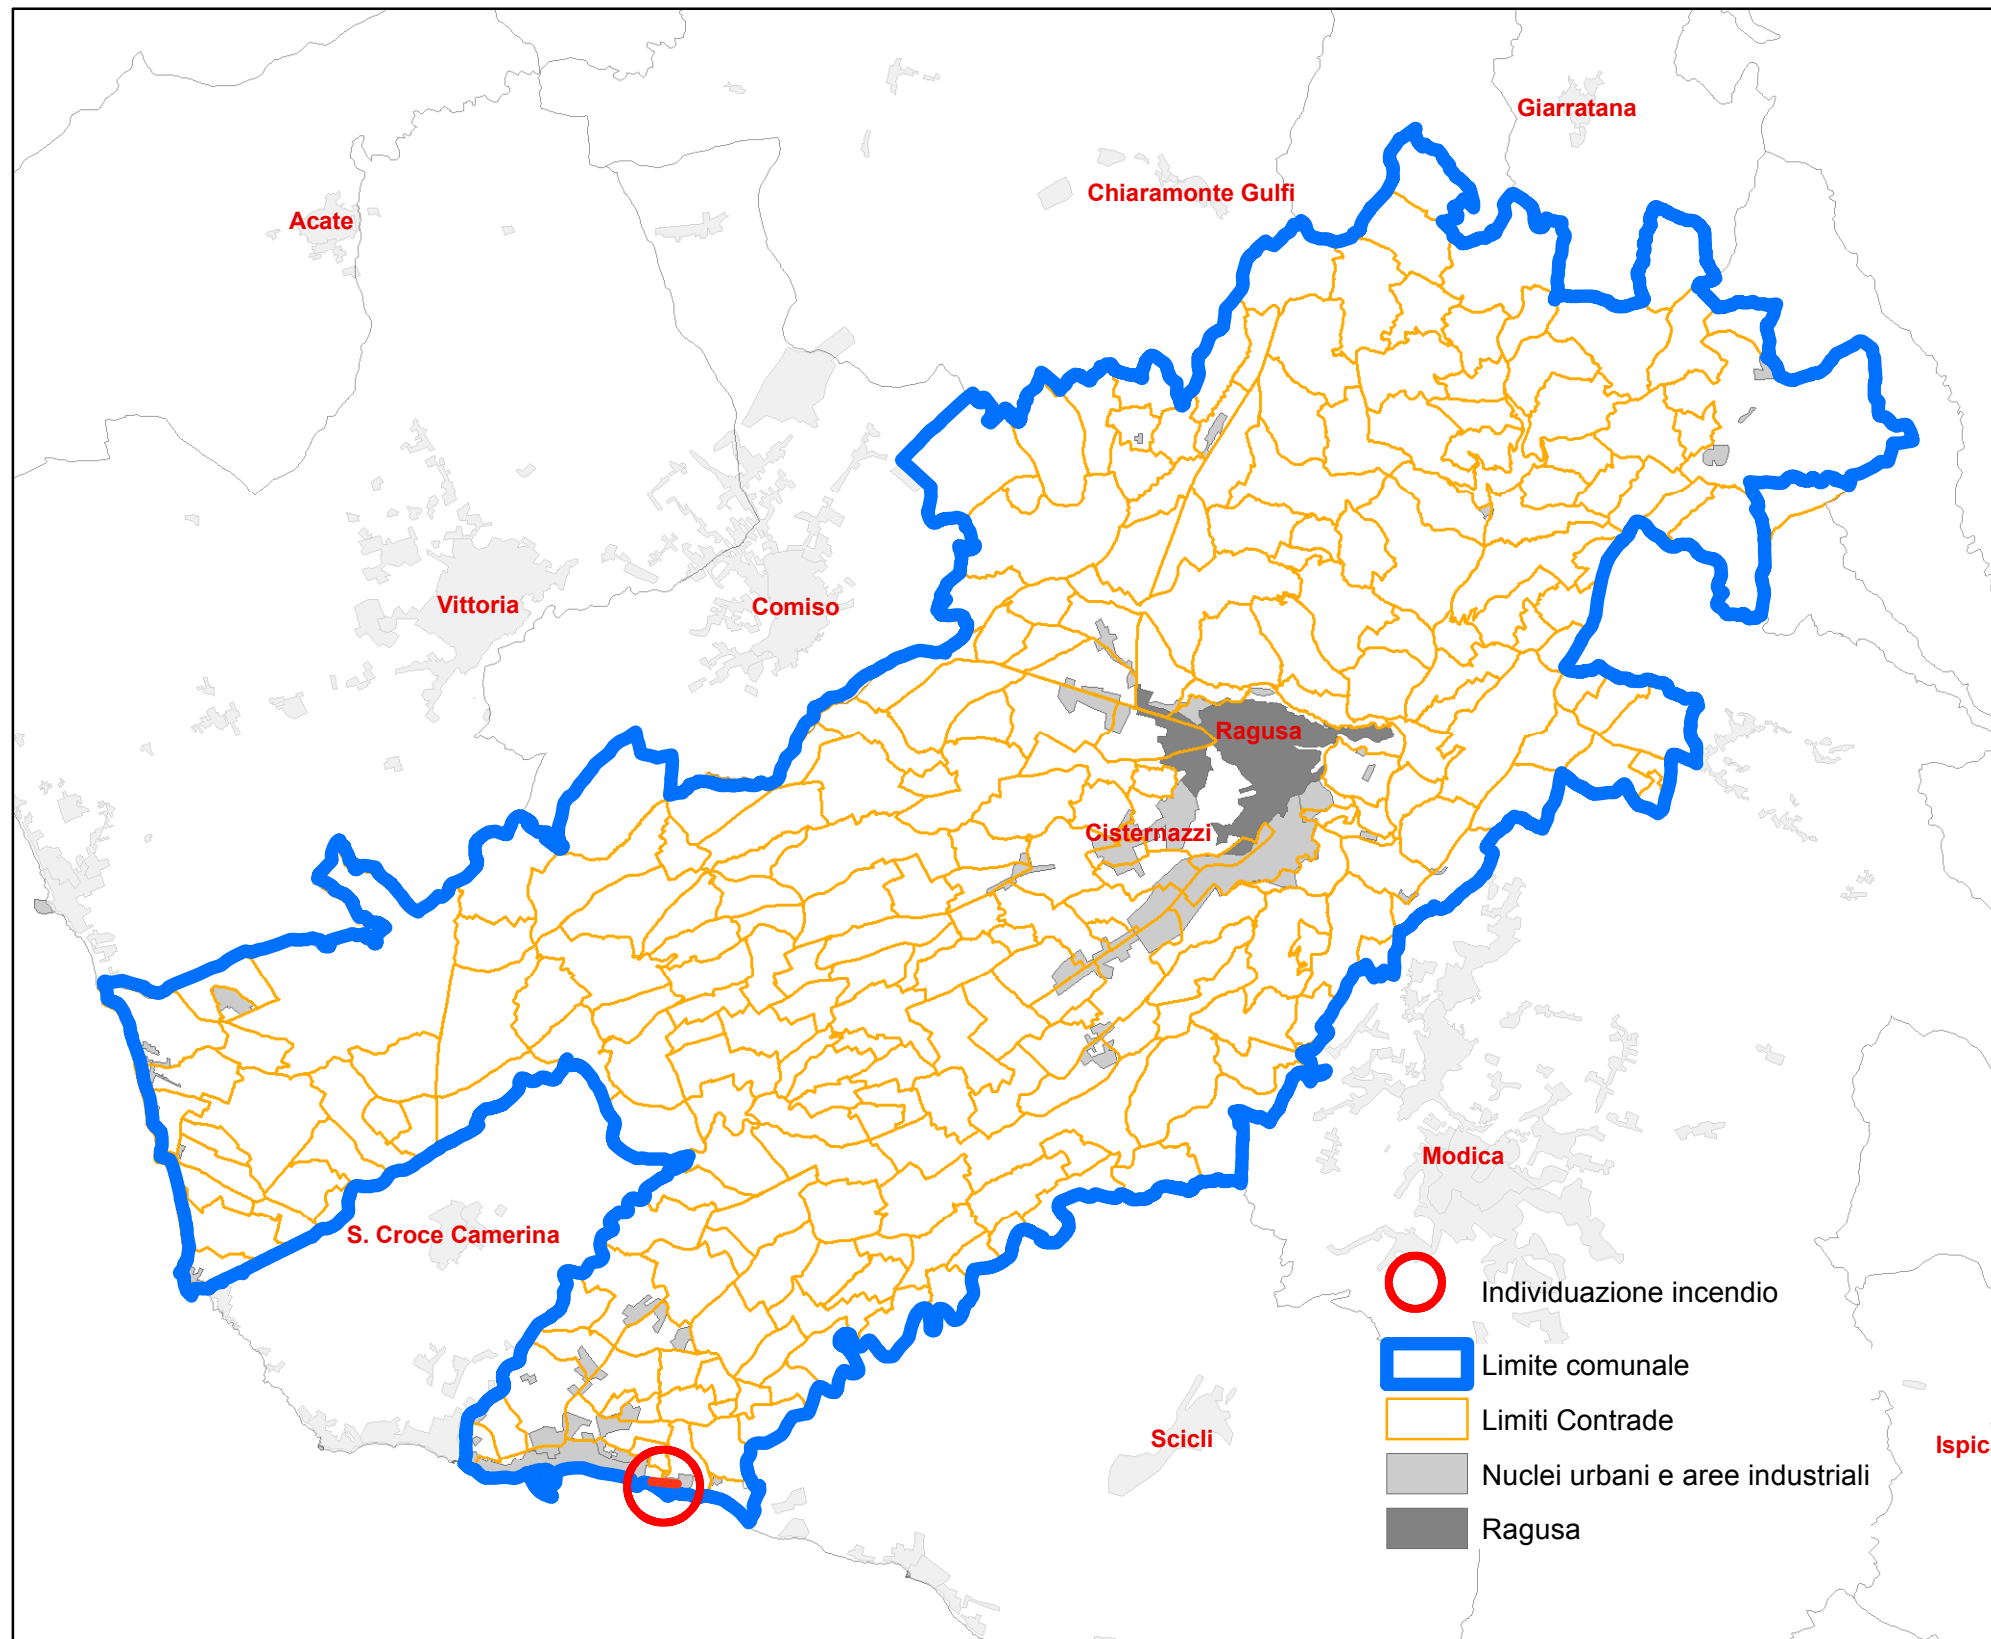 Giarratana
Chiaramonte Gulfi
Acate
Vittoria
Comiso
Ragusa
Cisternazzi
Modica
S. Croce Camerina
Individuazione incendio
Limite comunale
Limiti Contrade
Scicli
Ispic
Nuclei urbani e aree industriali
Ragusa